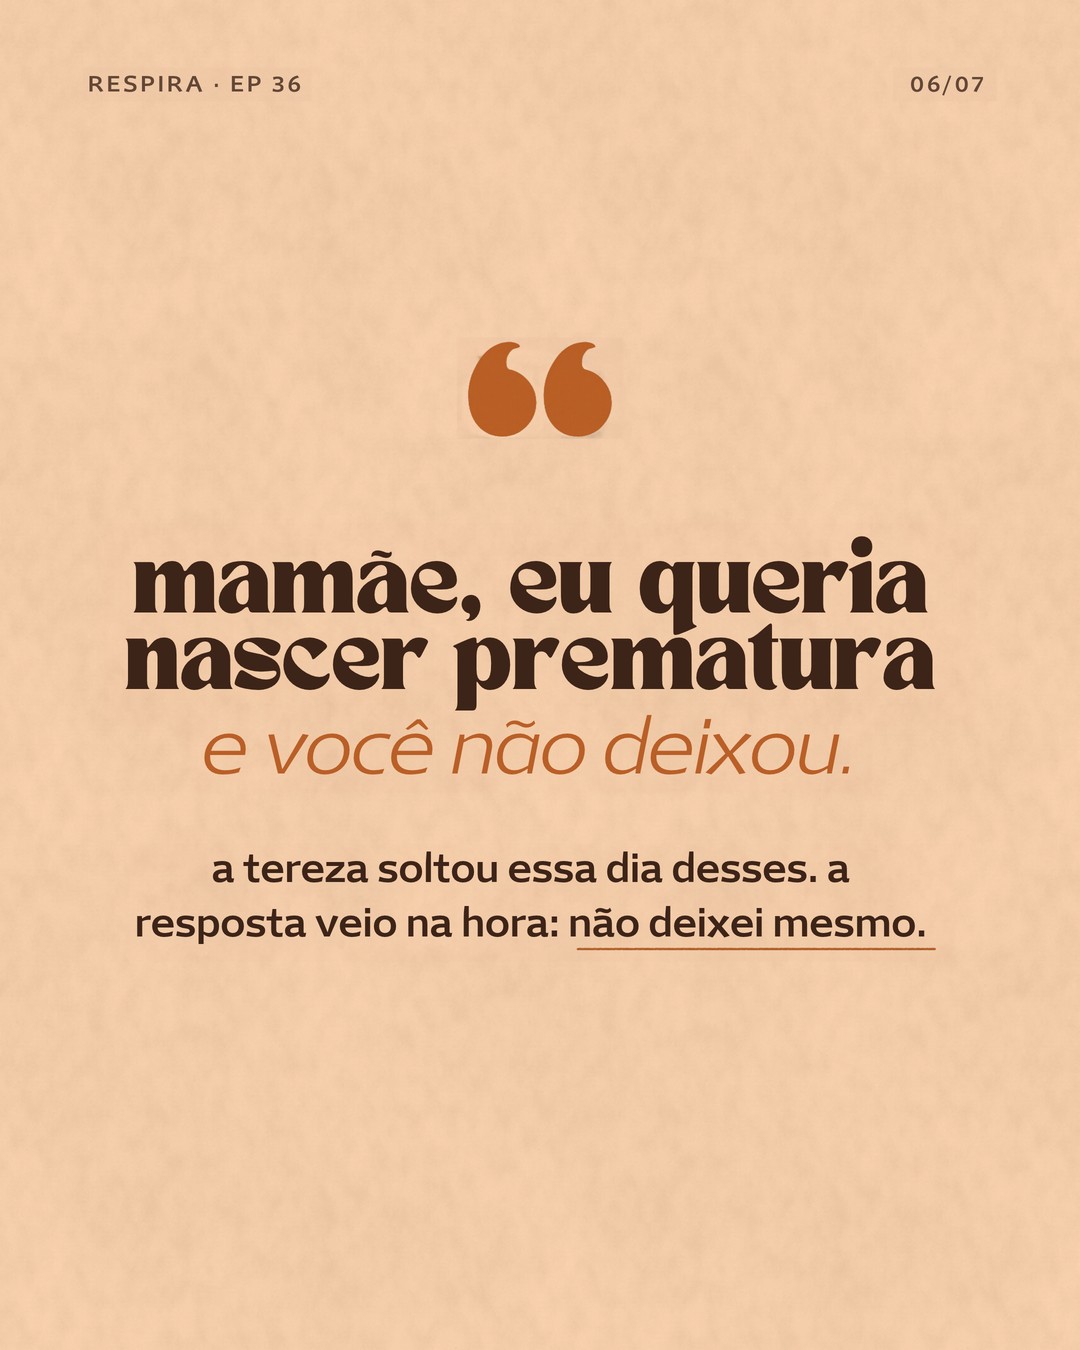 RESPIRA · EP 36
06/07
“
mamãe, eu queria
nascer prematura
e você não deixou.
a tereza soltou essa dia desses. a
resposta veio na hora: não deixei mesmo.